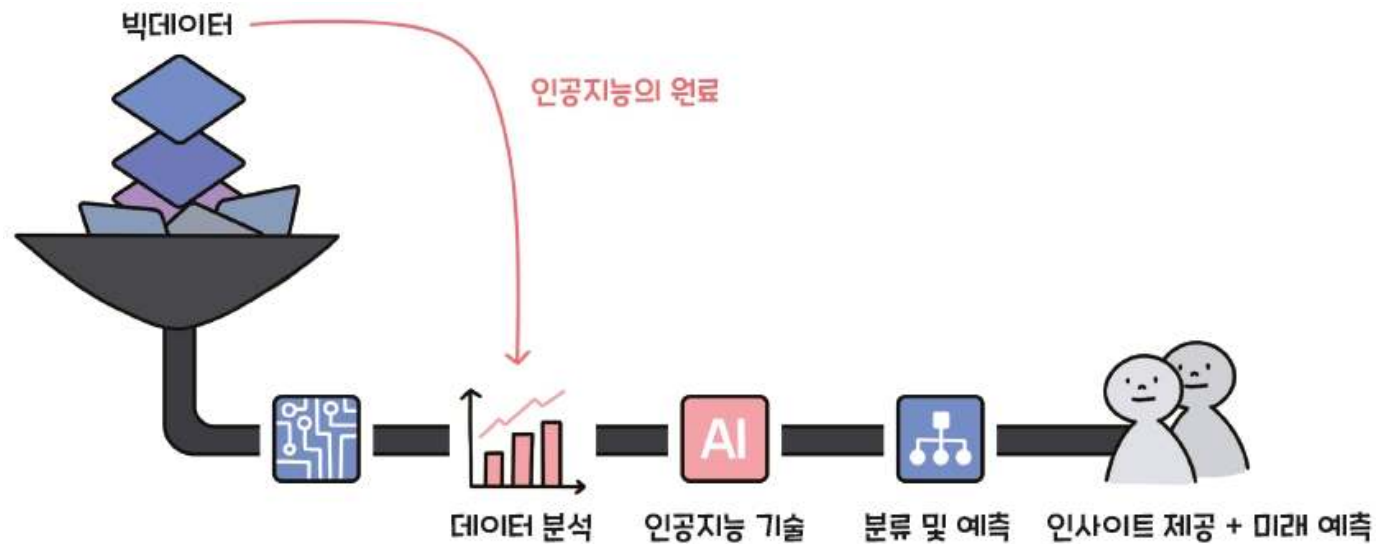 빅데이터
인공지능의 원료
AI
데이터 분석
인공지능 기술
분류 및 예측
인사이트 제공 + 미래 예측